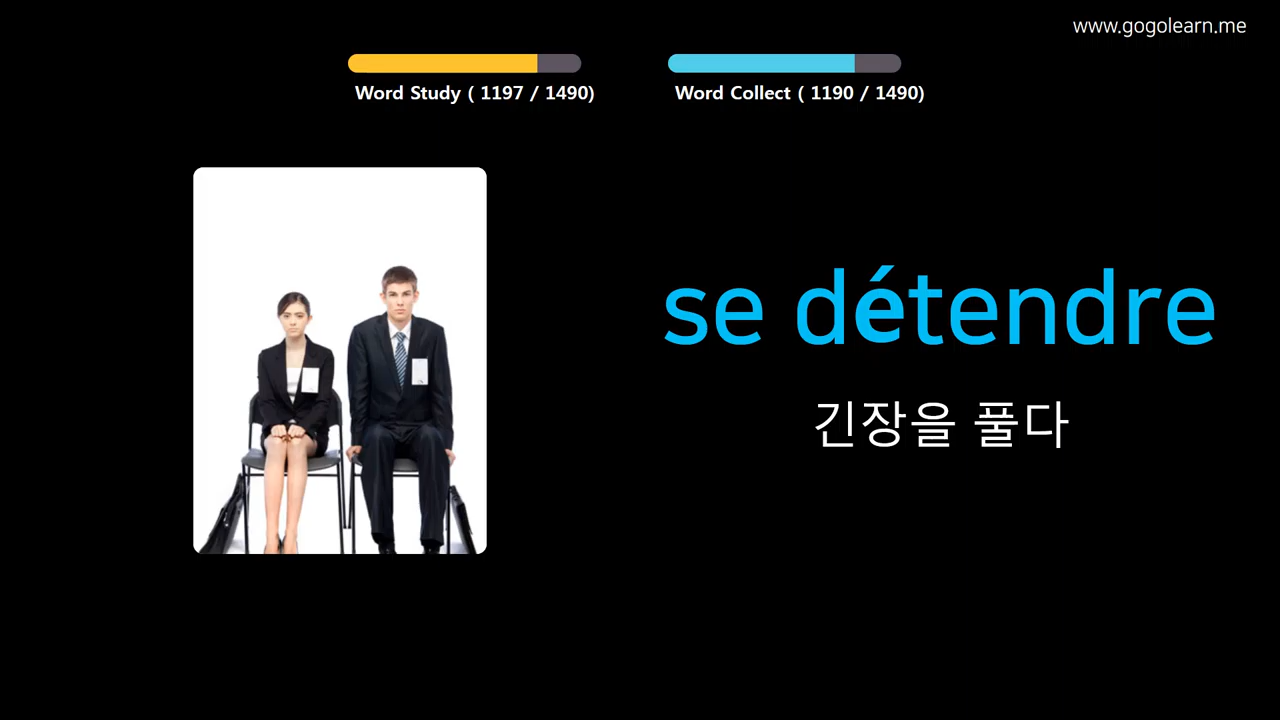 www.gogolearn.me
Word Study ( 1197 / 1490)
Word Collect ( 1190 / 1490)
se détendre
긴장을 풀다